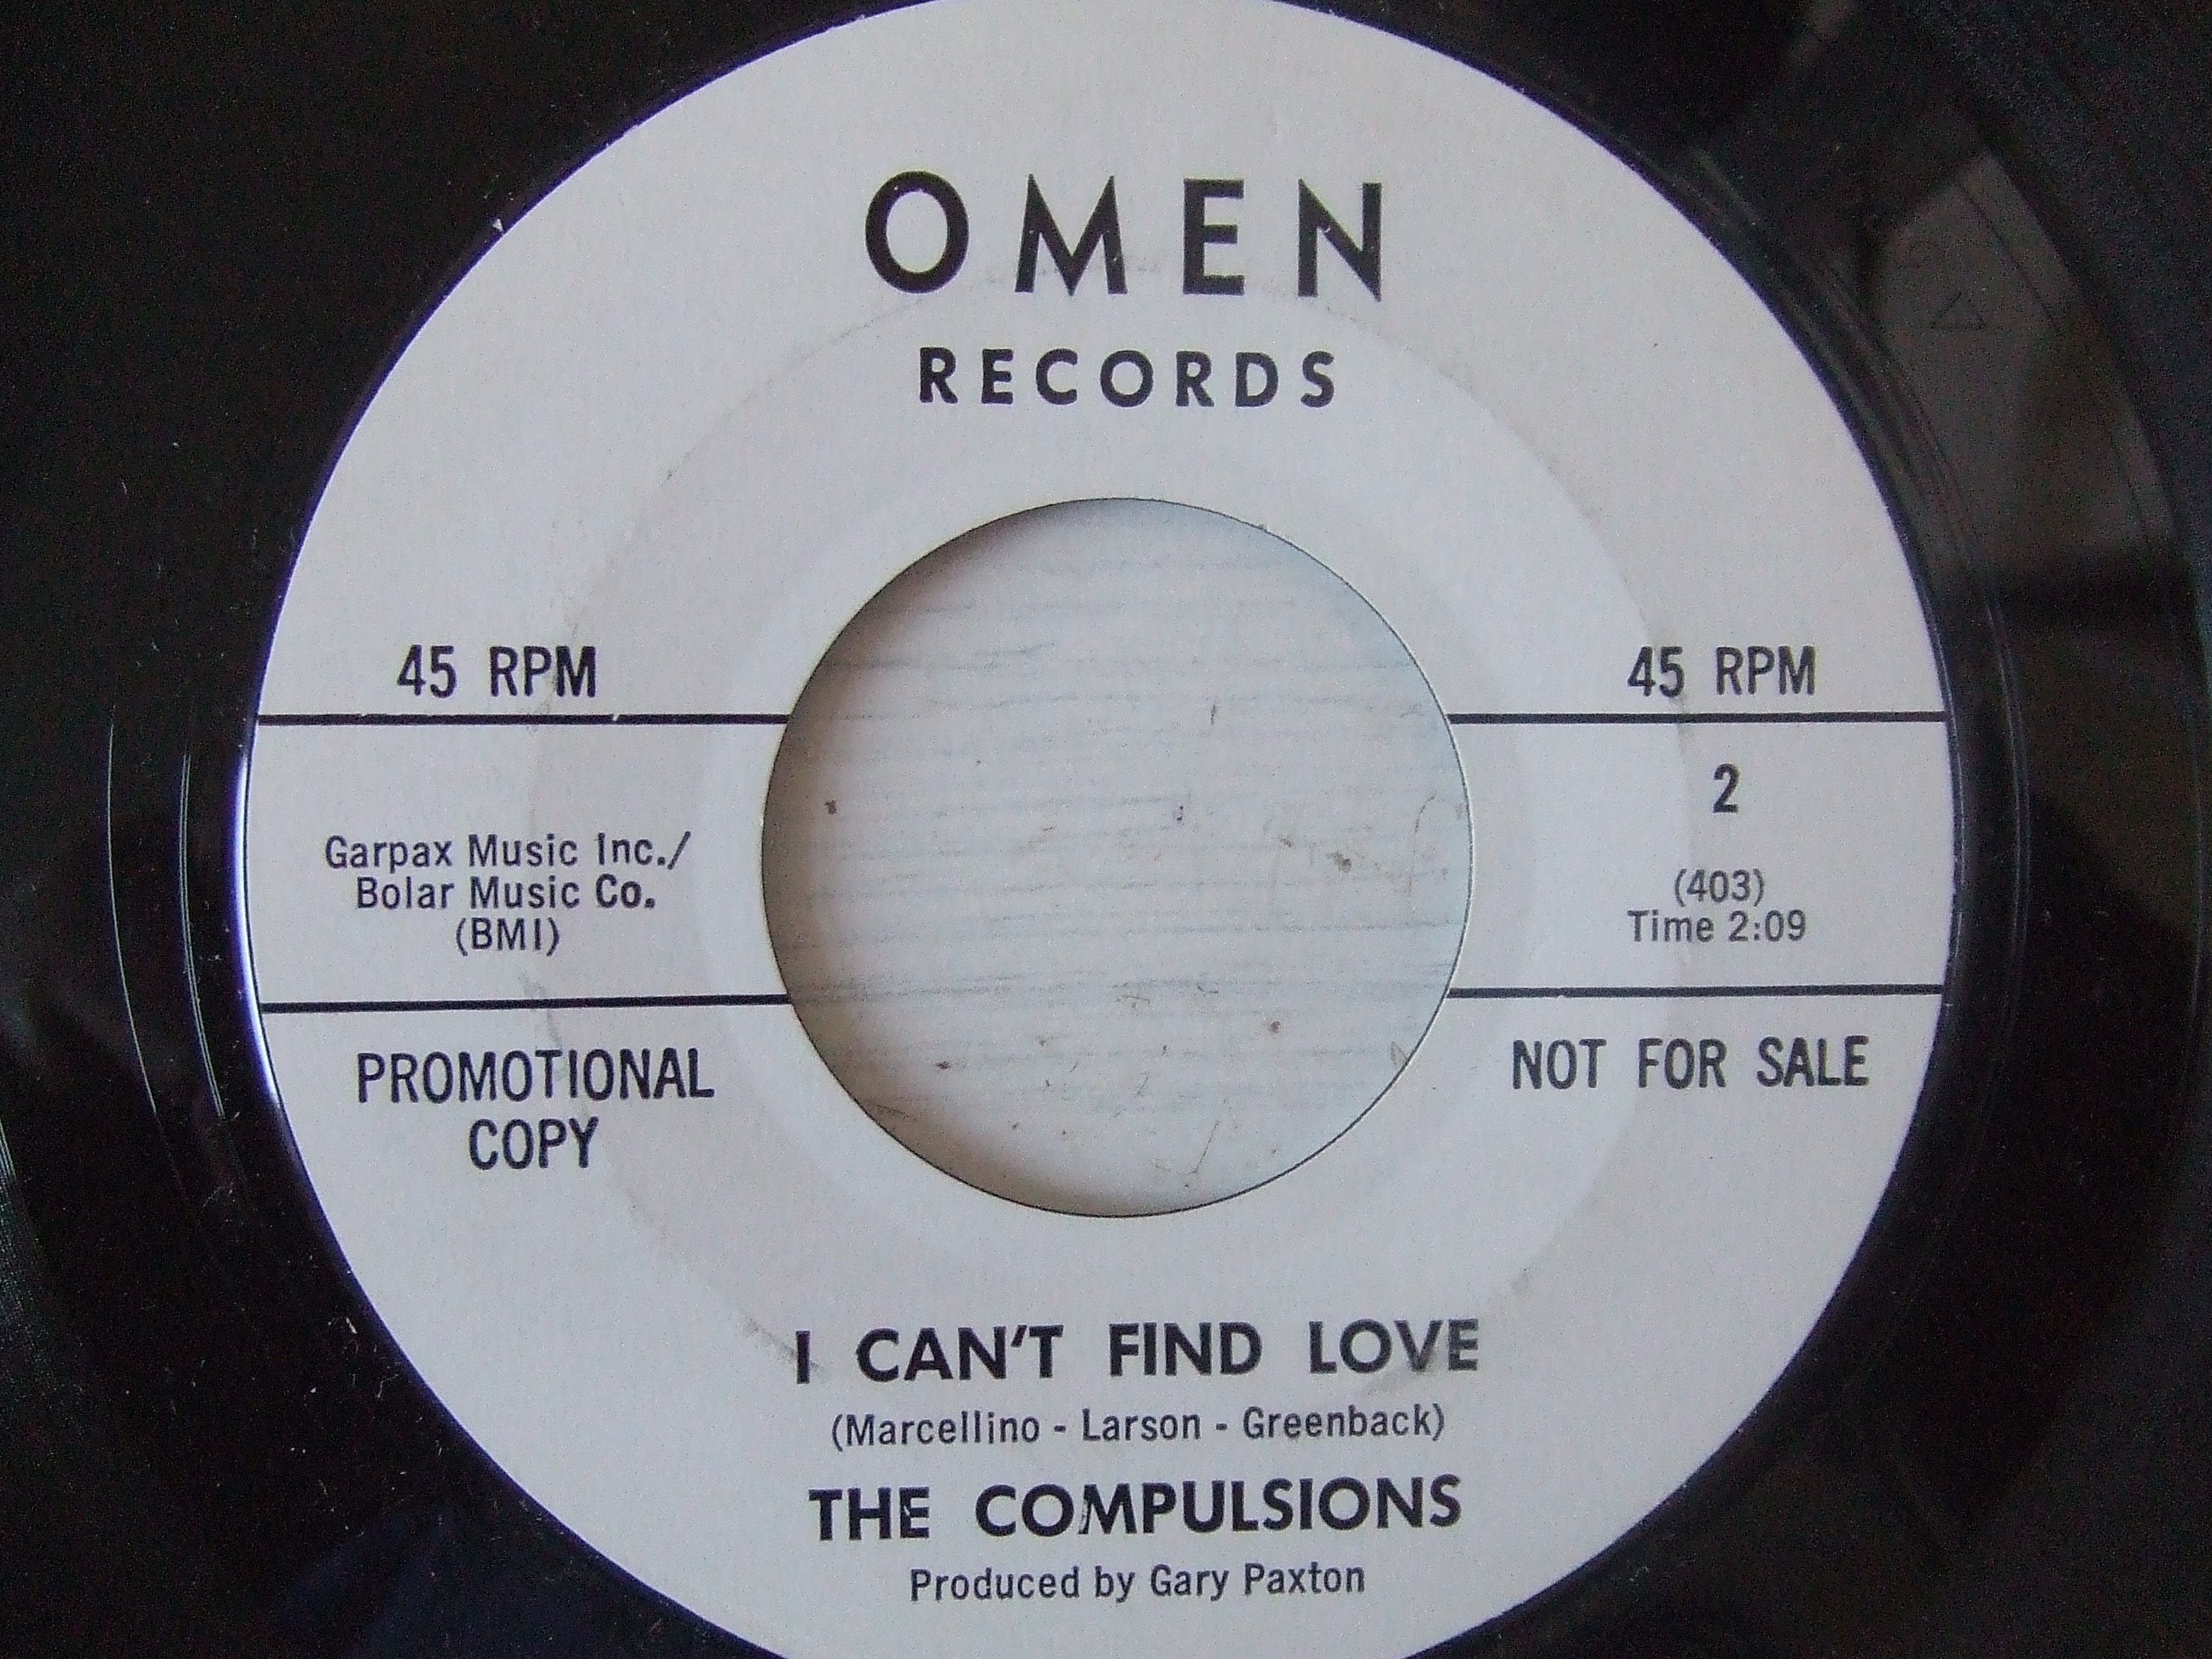 OMEN
RECORDS
45 RPM
45 RPM
Garpax Music Inc./
Bolar Music Co.
(BMI)
2
(403)
Time 2:09
PROMOTIONAL
COPY
NOT FOR SALE
I CAN'T FIND LOVE
(Marcellino - Larson - Greenback)
THE COMPULSIONS
Produced by Gary Paxton